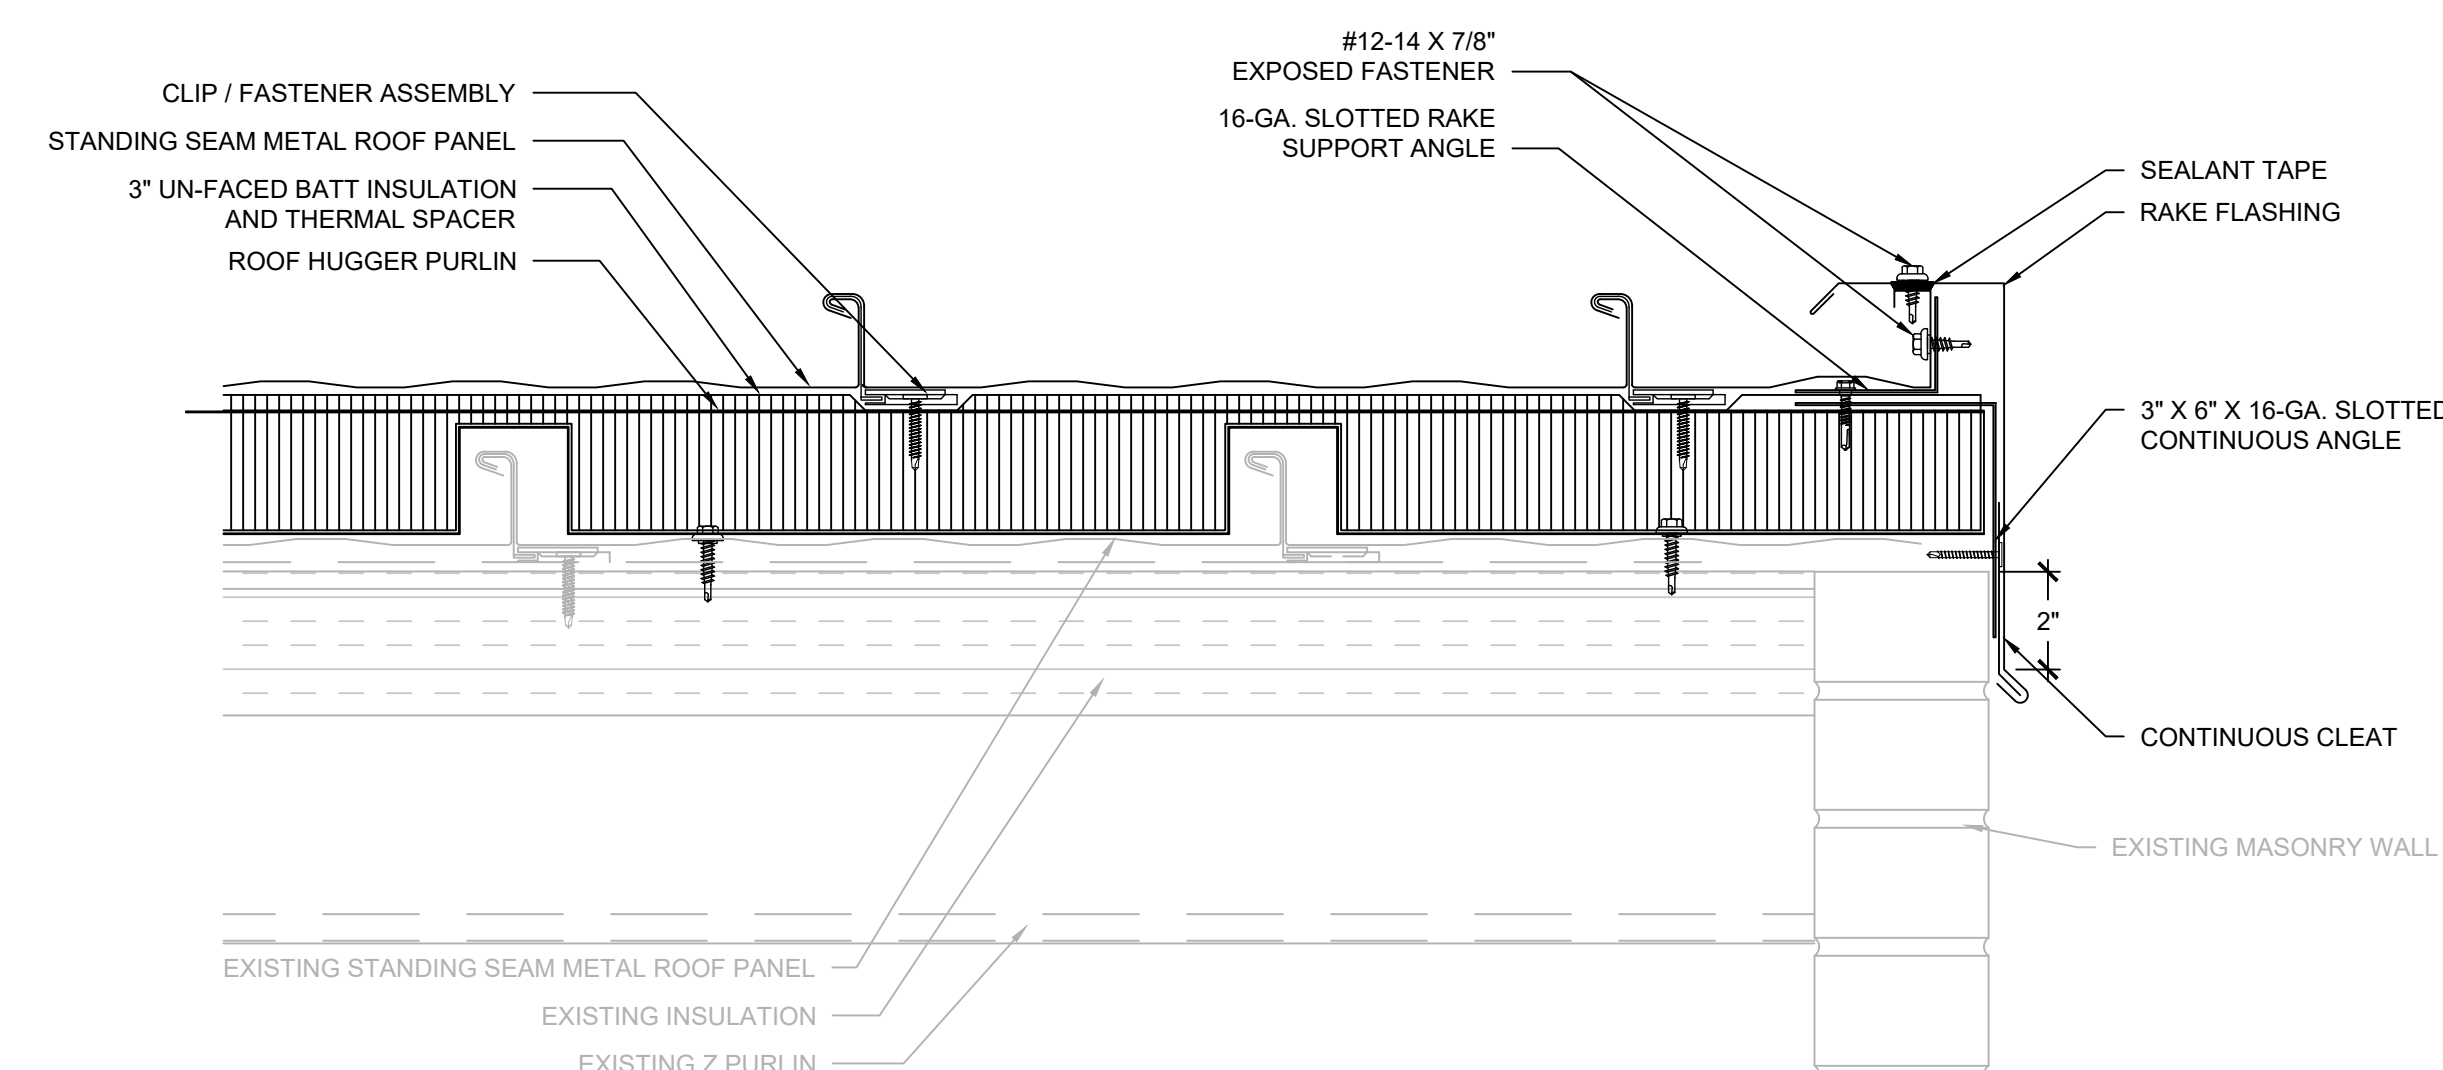 #12-14 X 7/8"
EXPOSED FASTENER
CLIP / FASTENER ASSEMBLY
16-GA. SLOTTED RAKE
SUPPORT ANGLE
STANDING SEAM METAL ROOF PANEL
3" UN-FACED BATT INSULATION
AND THERMAL SPACER
ROOF HUGGER PURLIN
SEALANT TAPE
RAKE FLASHING
3" X 6" X 16-GA. SLOTTED
CONTINUOUS ANGLE
2"
CONTINUOUS CLEAT
EXISTING MASONRY WALL
EXISTING STANDING SEAM METAL ROOF PANEL
EXISTING INSULATION
EXISTING Z PURLIN